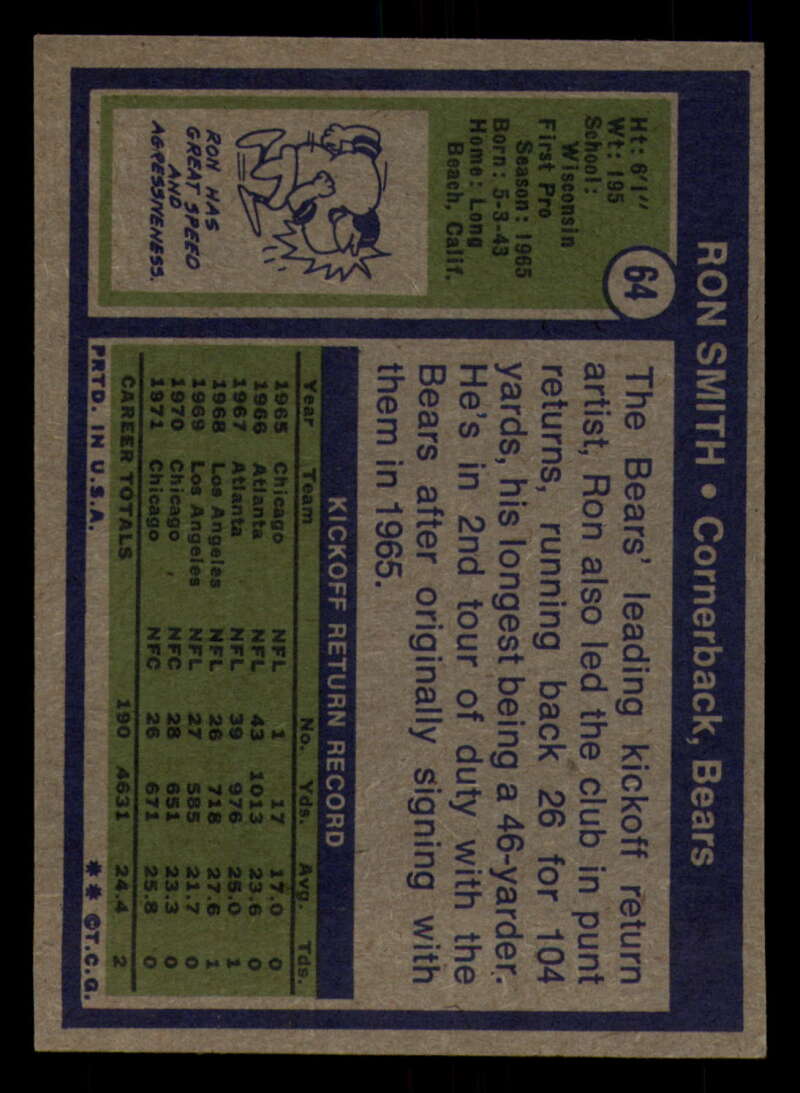 RON SMITH • Cornerback, Bears
64
Ht: 6'1"
Wt: 195
School:
Wisconsin
First Pro
Season: 1965
Born: 5-3-43
Home: Long
Beach, Calif.
RON HAS
GREAT SPEED
AND
AGRESSIVENESS.
The Bears' leading kickoff return
artist, Ron also led the club in punt
returns, running back 26 for 104
yards, his longest being a 46-yarder.
He's in 2nd tour of duty with the
Bears after originally signing with
them in 1965.
KICKOFF RETURN RECORD
Year Team No. Yds. Avg. Tds.
1965 Chicago NFL 1 17 17.0 0
1966 Atlanta NFL 43 1013 23.6 0
1967 Atlanta NFL 39 976 25.0 1
1968 Los Angeles NFL 26 718 27.6 1
1969 Los Angeles NFL 27 585 21.7 0
1970 Chicago NFC 28 651 23.3 0
1971 Chicago NFC 26 671 25.8 0
CAREER TOTALS 190 4631 24.4 2
PRTD. IN U.S.A. ** ©T.C.G.